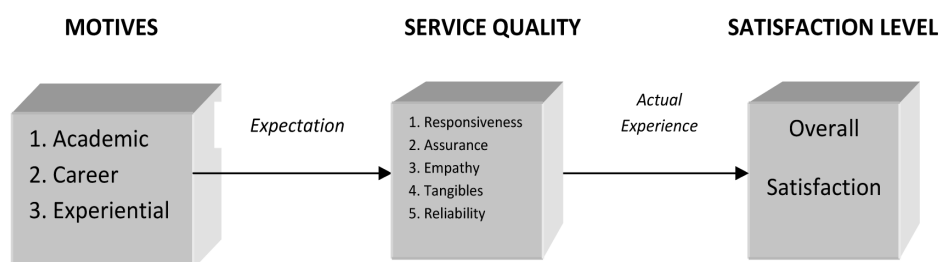 MOTIVES
SERVICE QUALITY
SATISFACTION LEVEL
1. Academic
2. Career
3. Experiential
Expectation
1. Responsiveness
2. Assurance
3. Empathy
4. Tangibles
5. Reliability
Actual
Experience
Overall
Satisfaction